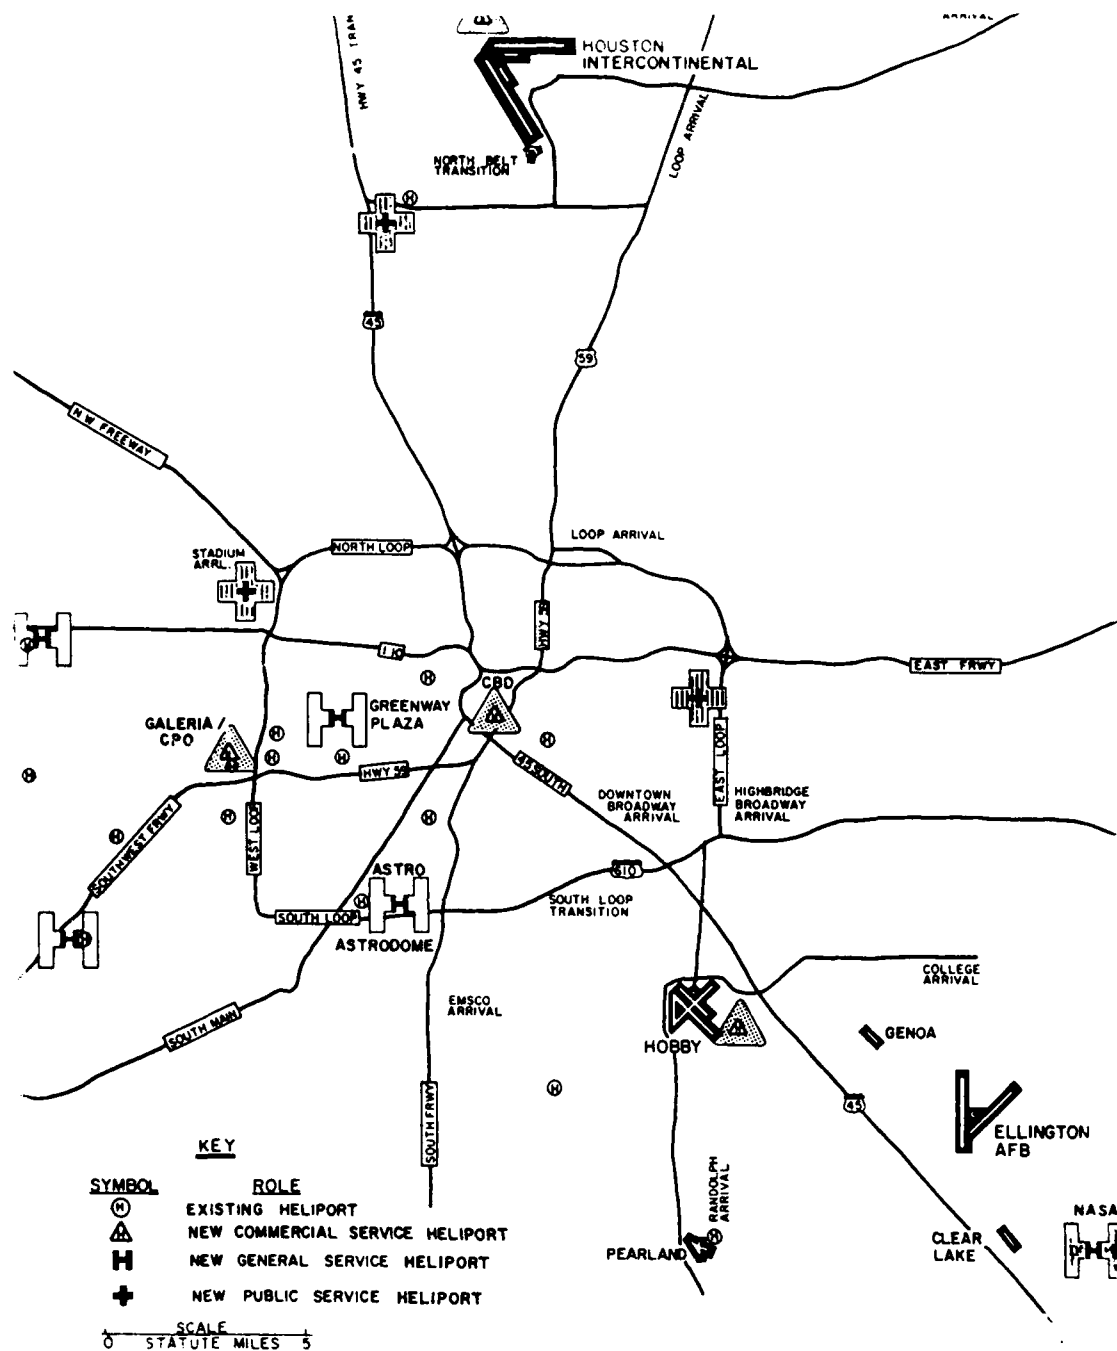 ARRIVAL
HWY 45 TRAN
HOUSTON
INTERCONTINENTAL
LOOP ARRIVAL
NORTH BELT
TRANSITION
H
45
59
N W FREEWAY
LOOP ARRIVAL
NORTH LOOP
STADIUM
ARRL.
HWY 59
I 10
EAST FRWY
H
CBD
GREENWAY
PLAZA
H
GALERIA /
CPO
H
H
H
H
H
H
HWY 59
45 SOUTH
EAST LOOP
DOWNTOWN
BROADWAY
ARRIVAL
HIGHBRIDGE
BROADWAY
ARRIVAL
H
H
H
SOUTHWEST FRWY
WEST LOOP
610
ASTRO
H
H
SOUTH LOOP
SOUTH LOOP
TRANSITION
ASTRODOME
H
COLLEGE
ARRIVAL
EMSCO
ARRIVAL
SOUTH MAIN
HOBBY
GENOA
H
45
SOUTH FRWY
ELLINGTON
AFB
KEY
RANDOLPH
ARRIVAL
SYMBOL ROLE
H EXISTING HELIPORT
H NEW COMMERCIAL SERVICE HELIPORT
H NEW GENERAL SERVICE HELIPORT
NEW PUBLIC SERVICE HELIPORT
PEARLAND
H
CLEAR
LAKE
NASA
H
SCALE
0 STATUTE MILES 5